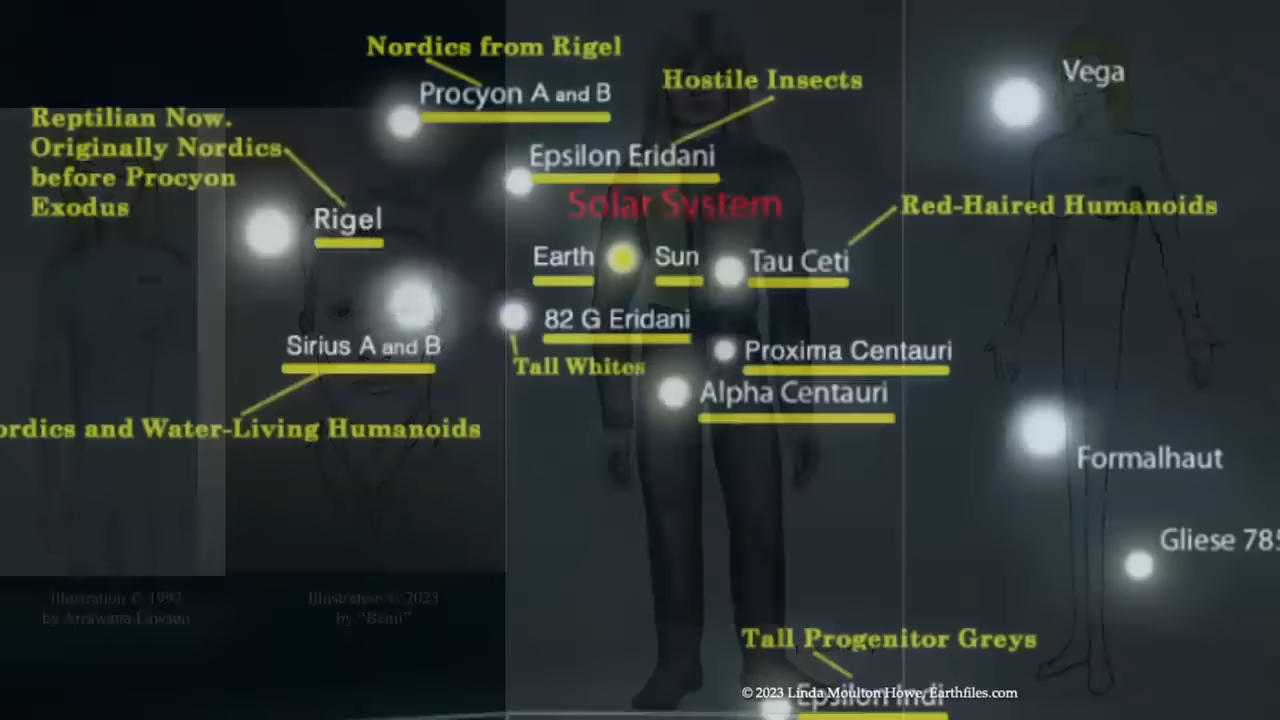 Nordics from Rigel
Procyon A and B
Hostile Insects
Vega
Reptilian Now.
Originally Nordics
before Procyon
Exodus
Epsilon Eridani
Solar System
Rigel
Red-Haired Humanoids
Earth
Sun
Tau Ceti
82 G Eridani
Sirius A and B
Tall Whites
Proxima Centauri
Alpha Centauri
ordics and Water-Living Humanoids
Formalhaut
Gliese 785
Illustration © 1992
by Arrawana Lawson
Illustration © 2023
by
Tall Progenitor Greys
© 2023 Linda Moulton Howe, Earthfiles.com
Epsilon Indi